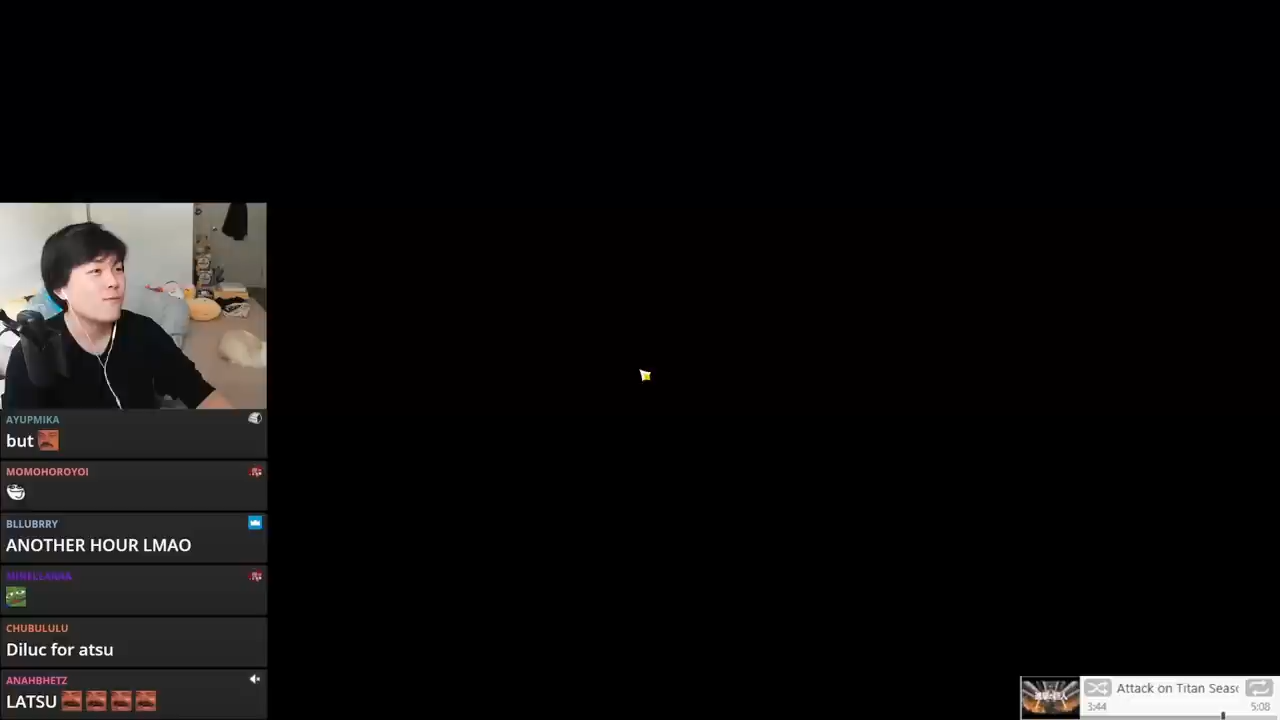 AYUPMIKA
but
MOMOHOROYOI
BLLUBRRY
ANOTHER HOUR LMAO
CHUBULULU
Diluc for atsu
ANAHBHETZ
LATSU
Attack on Titan Seaso
3:44
5:08